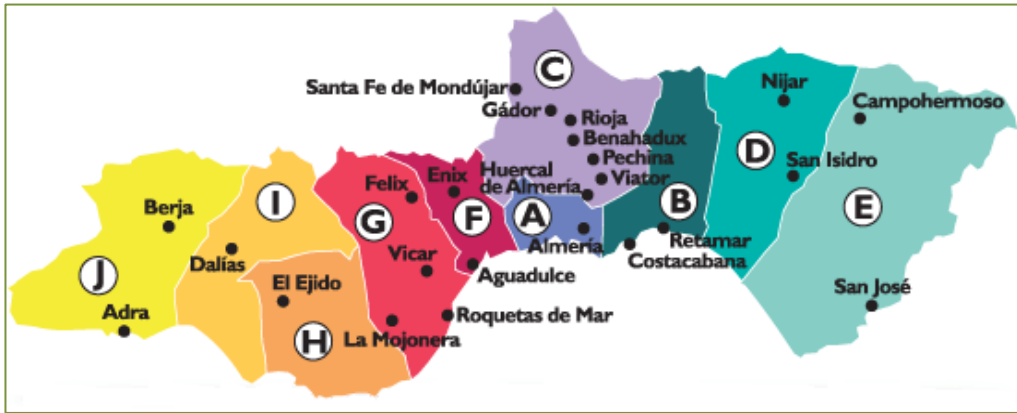 C
Santa Fe de Mondújar
Gádor
Rioja
Benahadux
Pechina
Viator
Huercal
de Almería
Nijar
Campohermoso
D
San Isidro
B
E
Retamar
Costacabana
San José
A
Almería
Enix
F
Aguadulce
Felix
G
Vicar
Roquetas de Mar
La Mojonera
I
Dalías
El Ejido
H
Berja
J
Adra